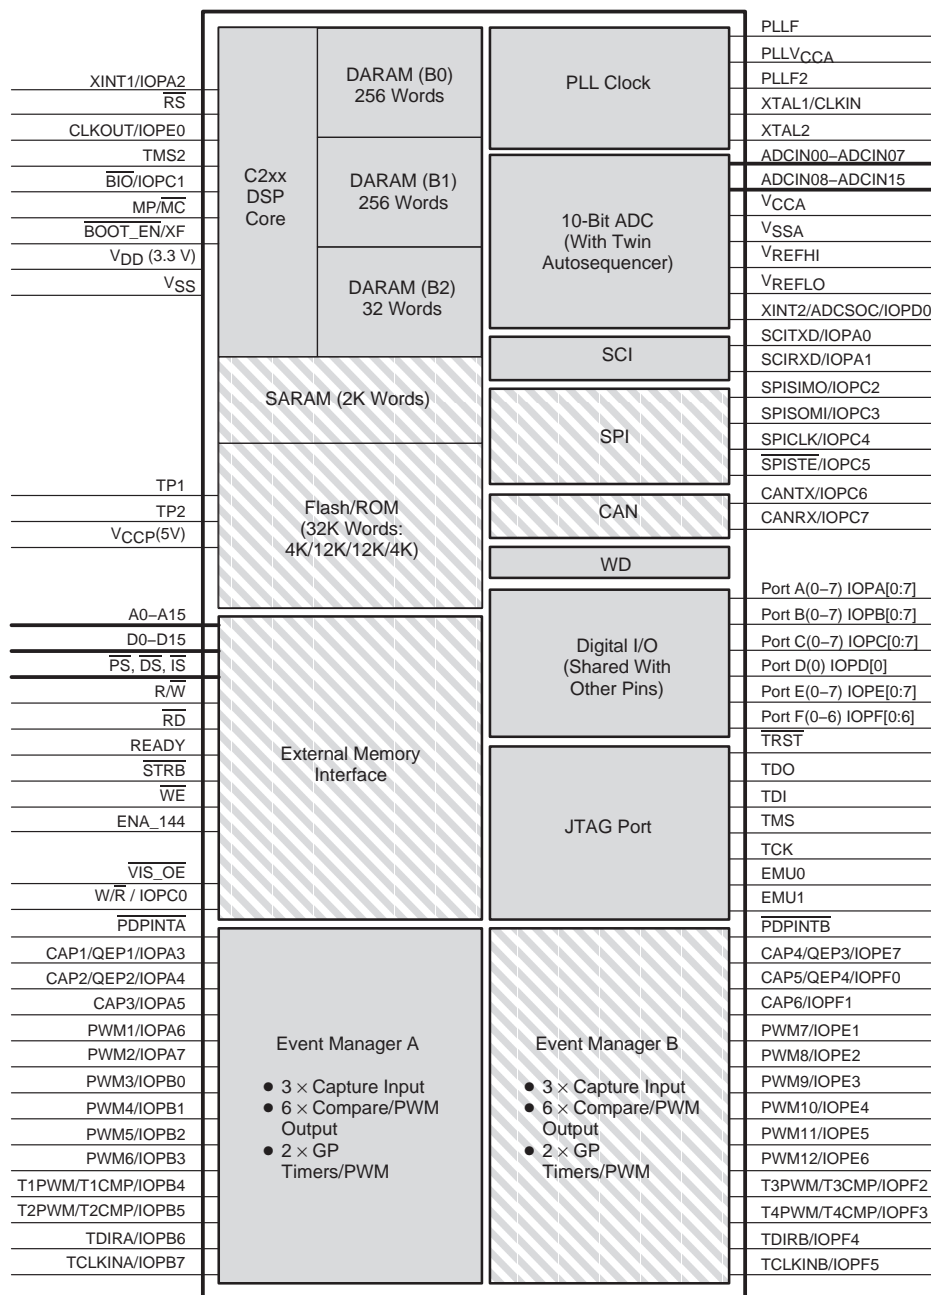 XINT1/IOPA2
RS
CLKOUT/IOPE0
TMS2
BIO/IOPC1
MP/MC
BOOT_EN/XF
VDD (3.3 V)
VSS
TP1
TP2
VCCP(5V)
A0–A15
D0–D15
PS, DS, IS
R/W
RD
READY
STRB
WE
ENA_144
VIS_OE
W/R / IOPC0
PDPINTA
CAP1/QEP1/IOPA3
CAP2/QEP2/IOPA4
CAP3/IOPA5
PWM1/IOPA6
PWM2/IOPA7
PWM3/IOPB0
PWM4/IOPB1
PWM5/IOPB2
PWM6/IOPB3
T1PWM/T1CMP/IOPB4
T2PWM/T2CMP/IOPB5
TDIRA/IOPB6
TCLKINA/IOPB7
C2xx
DSP
Core
DARAM (B0)
256 Words
DARAM (B1)
256 Words
DARAM (B2)
32 Words
SARAM (2K Words)
Flash/ROM
(32K Words:
4K/12K/12K/4K)
External Memory
Interface
Event Manager A
● 3 × Capture Input
● 6 × Compare/PWM
Output
● 2 × GP
Timers/PWM
PLL Clock
10-Bit ADC
(With Twin
Autosequencer)
SCI
SPI
CAN
WD
Digital I/O
(Shared With
Other Pins)
JTAG Port
Event Manager B
● 3 × Capture Input
● 6 × Compare/PWM
Output
● 2 × GP
Timers/PWM
PLLF
PLLVCCA
PLLF2
XTAL1/CLKIN
XTAL2
ADCIN00–ADCIN07
ADCIN08–ADCIN15
VCCA
VSSA
VREFHI
VREFLO
XINT2/ADCSOC/IOPD0
SCITXD/IOPA0
SCIRXD/IOPA1
SPISIMO/IOPC2
SPISOMI/IOPC3
SPICLK/IOPC4
SPISTE/IOPC5
CANTX/IOPC6
CANRX/IOPC7
Port A(0–7) IOPA[0:7]
Port B(0–7) IOPB[0:7]
Port C(0–7) IOPC[0:7]
Port D(0) IOPD[0]
Port E(0–7) IOPE[0:7]
Port F(0–6) IOPF[0:6]
TRST
TDO
TDI
TMS
TCK
EMU0
EMU1
PDPINTB
CAP4/QEP3/IOPE7
CAP5/QEP4/IOPF0
CAP6/IOPF1
PWM7/IOPE1
PWM8/IOPE2
PWM9/IOPE3
PWM10/IOPE4
PWM11/IOPE5
PWM12/IOPE6
T3PWM/T3CMP/IOPF2
T4PWM/T4CMP/IOPF3
TDIRB/IOPF4
TCLKINB/IOPF5